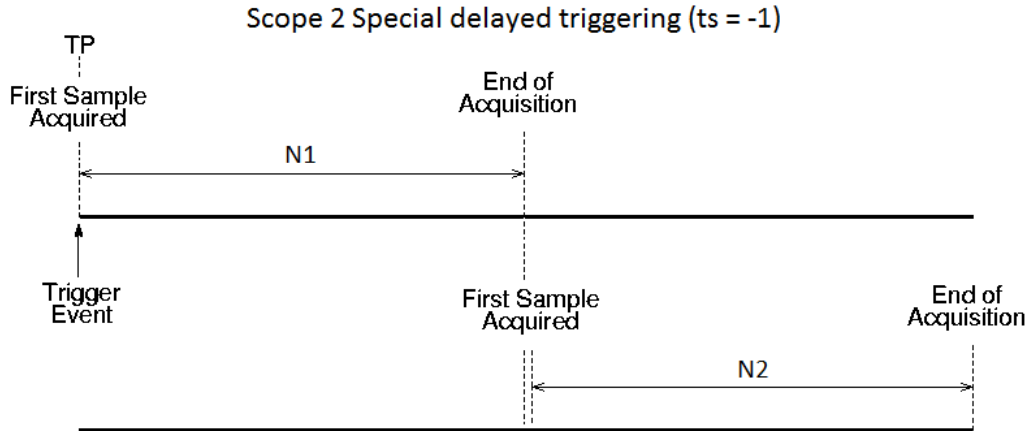 Scope 2 Special delayed triggering (ts = -1)
TP
First Sample
Acquired
End of
Acquisition
N1
Trigger
Event
First Sample
Acquired
End of
Acquisition
N2